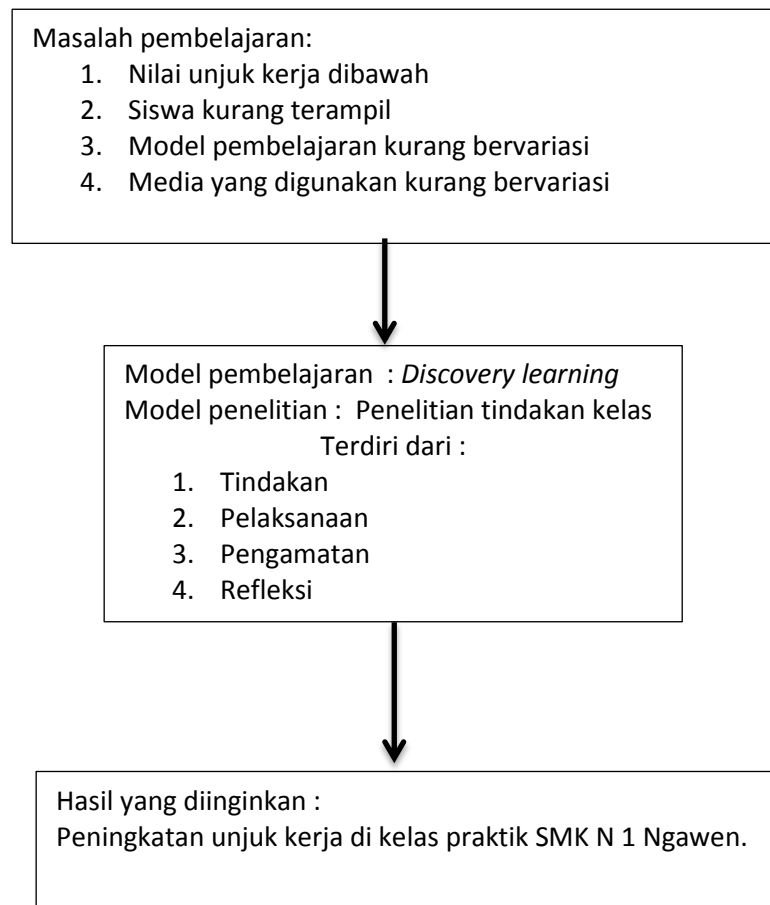 Masalah pembelajaran:
1. Nilai unjuk kerja dibawah
2. Siswa kurang terampil
3. Model pembelajaran kurang bervariasi
4. Media yang digunakan kurang bervariasi
Model pembelajaran : Discovery learning
Model penelitian : Penelitian tindakan kelas
Terdiri dari :
1. Tindakan
2. Pelaksanaan
3. Pengamatan
4. Refleksi
Hasil yang diinginkan :
Peningkatan unjuk kerja di kelas praktik SMK N 1 Ngawen.